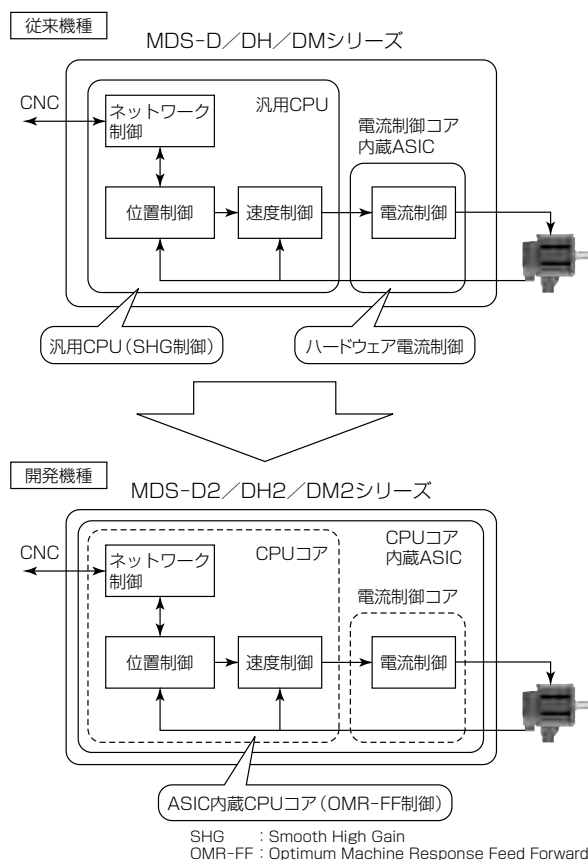 従来機種
MDS-D／DH／DMシリーズ
CNC
ネットワーク
制御
汎用CPU
電流制御コア
内蔵ASIC
位置制御
速度制御
電流制御
汎用CPU（SHG制御）
ハードウェア電流制御
開発機種
MDS-D2／DH2／DM2シリーズ
CNC
ネットワーク
制御
CPUコア
CPUコア
内蔵ASIC
電流制御コア
位置制御
速度制御
電流制御
ASIC内蔵CPUコア（OMR-FF制御）
SHG : Smooth High Gain
OMR-FF : Optimum Machine Response Feed Forward